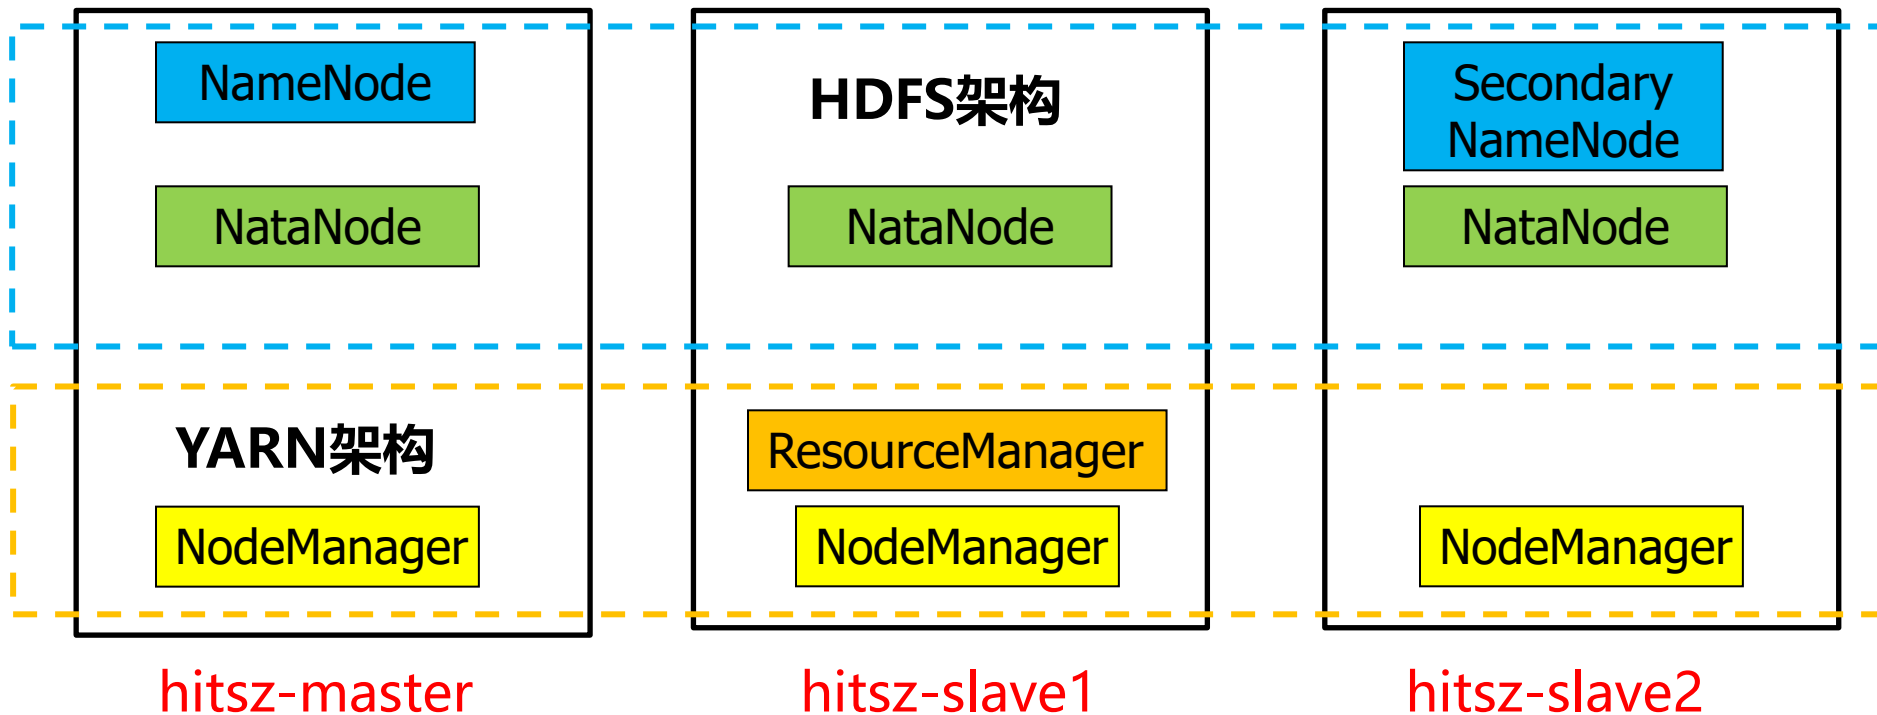 NameNode
HDFS架构
Secondary
NameNode
NataNode
NataNode
NataNode
YARN架构
ResourceManager
NodeManager
NodeManager
NodeManager
hitsz-master
hitsz-slave1
hitsz-slave2